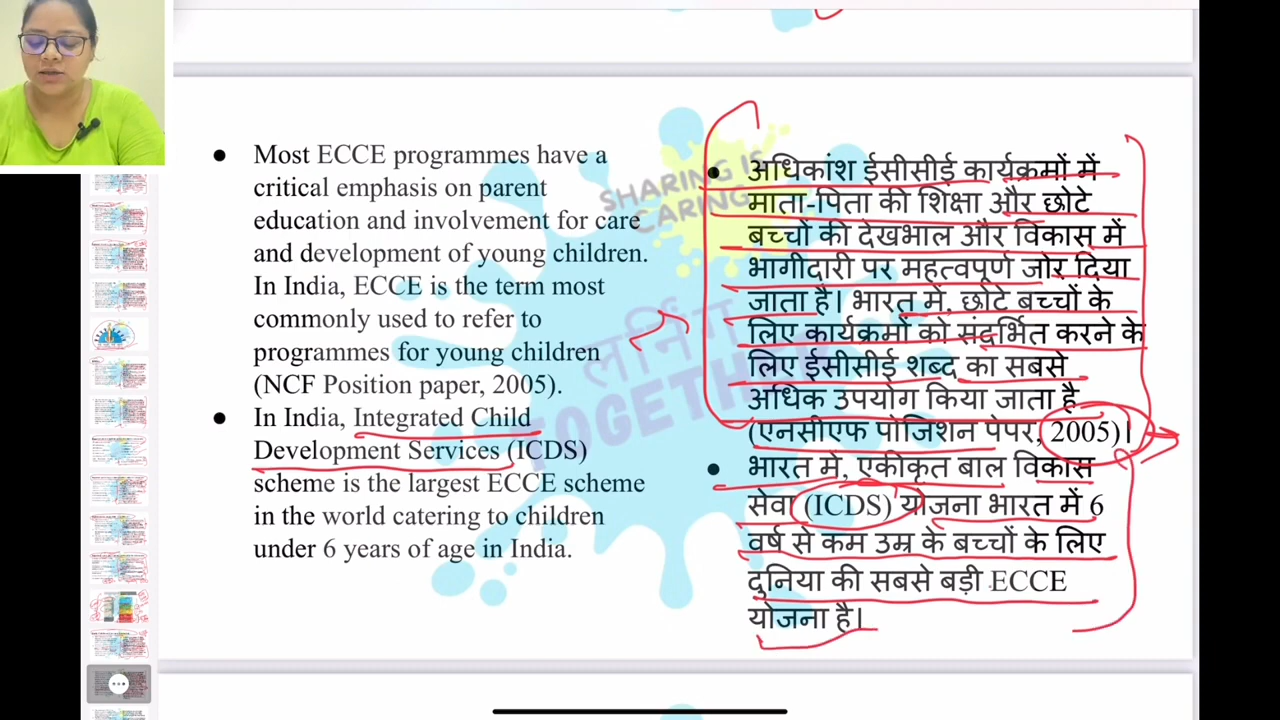 ● Most ECCE programmes have a
critical emphasis on parent
education and involvement for care
and development of young children.
In India, ECCE is the term most
commonly used to refer to
programmes for young children
(NCF Position paper, 2005).
● In India, Integrated Child
Development Services (ICDS)
scheme is the largest ECCE scheme
in the world catering to children
under 6 years of age in India.
● अधिकांश ईसीसीई कार्यक्रमों में
माता-पिता की शिक्षा और छोटे
बच्चों की देखभाल और विकास में
भागीदारी पर महत्वपूर्ण जोर दिया
जाता है। भारत में, छोटे बच्चों के
लिए कार्यक्रमों को संदर्भित करने के
लिए ईसीसीई शब्द का सबसे
अधिक उपयोग किया जाता है
(एनसीएफ पोजिशन पेपर, 2005)।
● भारत में, एकीकृत बाल विकास
सेवा (ICDS) योजना भारत में 6
वर्ष से कम उम्र के बच्चों के लिए
दुनिया की सबसे बड़ी ECCE
योजना है।
SHARING IS
CARING
TOGETHER